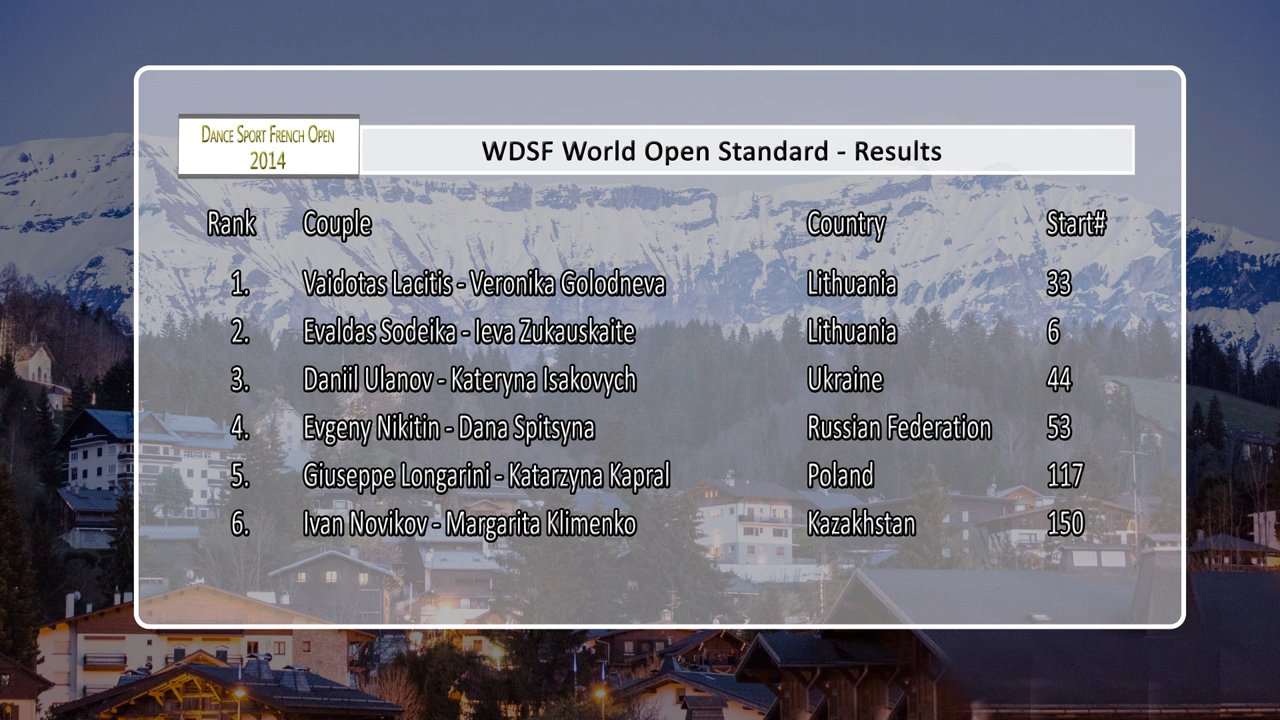 DANCE SPORT FRENCH OPEN
2014
WDSF World Open Standard - Results
Rank Couple Country Start#
1. Vaidotas Lacitis - Veronika Golodneva Lithuania 33
2. Evaldas Sodeika - Ieva Zukauskaite Lithuania 6
3. Daniil Ulanov - Kateryna Isakovych Ukraine 44
4. Evgeny Nikitin - Dana Spitsyna Russian Federation 53
5. Giuseppe Longarini - Katarzyna Kapral Poland 117
6. Ivan Novikov - Margarita Klimenko Kazakhstan 150